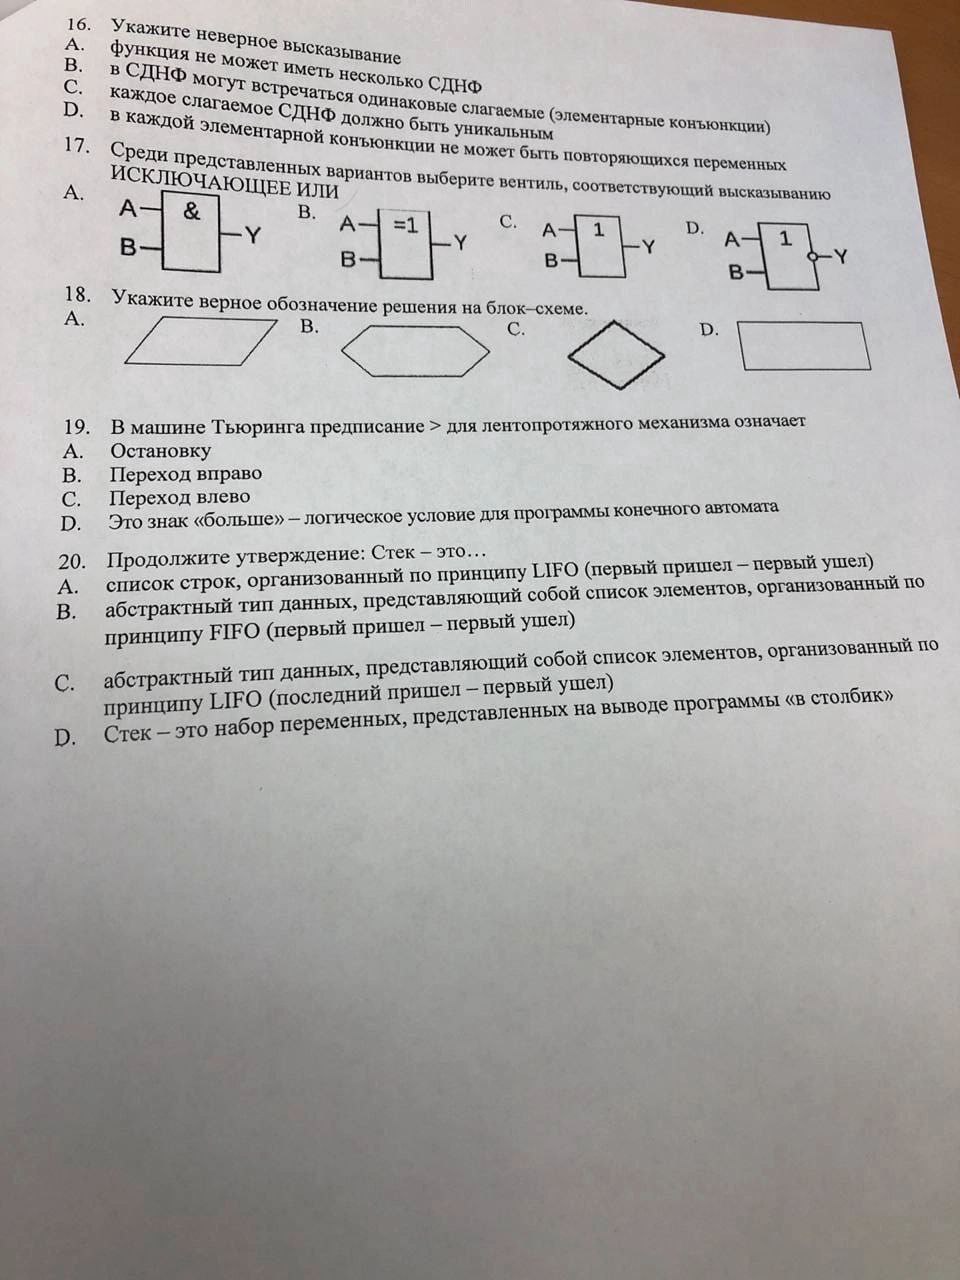 16. Укажите неверное высказывание
A. функция не может иметь несколько СДНФ
B. в СДНФ могут встречаться одинаковые слагаемые (элементарные конъюнкции)
C. каждое слагаемое СДНФ должно быть уникальным
D. в каждой элементарной конъюнкции не может быть повторяющихся переменных
17. Среди представленных вариантов выберите вентиль, соответствующий высказыванию
ИСКЛЮЧАЮЩЕЕ ИЛИ
A. A B & Y
B. A B =1 Y
C. A B 1 Y
D. A B 1 Y
18. Укажите верное обозначение решения на блок–схеме.
A. B. C. D.
19. В машине Тьюринга предписание > для лентопротяжного механизма означает
A. Остановку
B. Переход вправо
C. Переход влево
D. Это знак «больше» – логическое условие для программы конечного автомата
20. Продолжите утверждение: Стек – это…
A. список строк, организованный по принципу LIFO (первый пришел – первый ушел)
B. абстрактный тип данных, представляющий собой список элементов, организованный по
принципу FIFO (первый пришел – первый ушел)
C. абстрактный тип данных, представляющий собой список элементов, организованный по
принципу LIFO (последний пришел – первый ушел)
D. Стек – это набор переменных, представленных на выводе программы «в столбик»